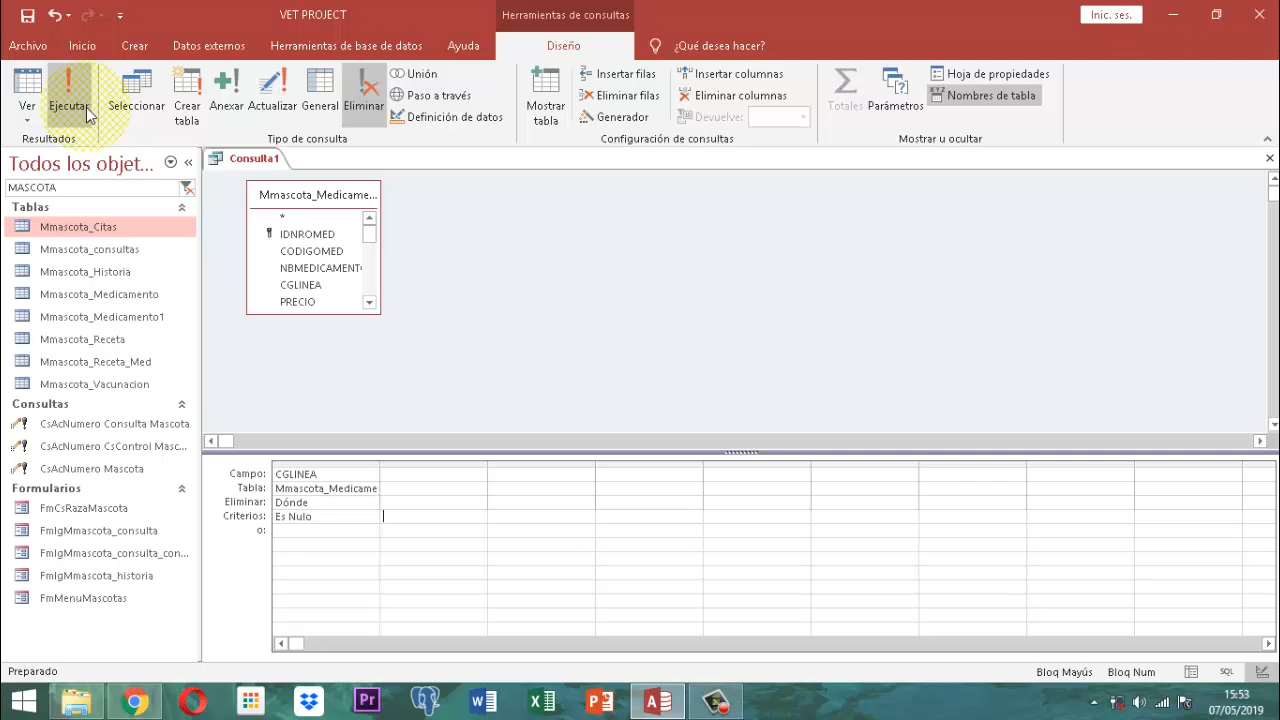 VET PROJECT
Herramientas de consultas
Inic. ses.
Archivo
Inicio
Crear
Datos externos
Herramientas de base de datos
Ayuda
Diseño
¿Qué desea hacer?
Ver
Ejecutar
Seleccionar
Crear
tabla
Anexar
Actualizar
General
Eliminar
Unión
Paso a través
Definición de datos
Mostrar
tabla
Insertar filas
Eliminar filas
Generador
Insertar columnas
Eliminar columnas
Devuelve:
Totales
Parámetros
Hoja de propiedades
Nombres de tabla
Resultados
Tipo de consulta
Configuración de consultas
Mostrar u ocultar
Todos los objet...
MASCOTA
Tablas
Mmascota_Citas
Mmascota_consultas
Mmascota_Historia
Mmascota_Medicamento
Mmascota_Medicamento1
Mmascota_Receta
Mmascota_Receta_Med
Mmascota_Vacunacion
Consultas
CsAcNumero Consulta Mascota
CsAcNumero CsControl Masc...
CsAcNumero Mascota
Formularios
FmCsRazaMascota
FmIgMmascota_consulta
FmIgMmascota_consulta_con...
FmIgMmascota_historia
FmMenuMascotas
Consulta1
Mmascota_Medicame...
*
IDNROMED
CODIGOMED
NBMEDICAMENTO
CGLINEA
PRECIO
Campo: CGLINEA
Tabla: Mmascota_Medicame
Eliminar: Dónde
Criterios: Es Nulo
o:
Preparado
Bloq Mayús
Bloq Num
SQL
Pr
15:53
07/05/2019